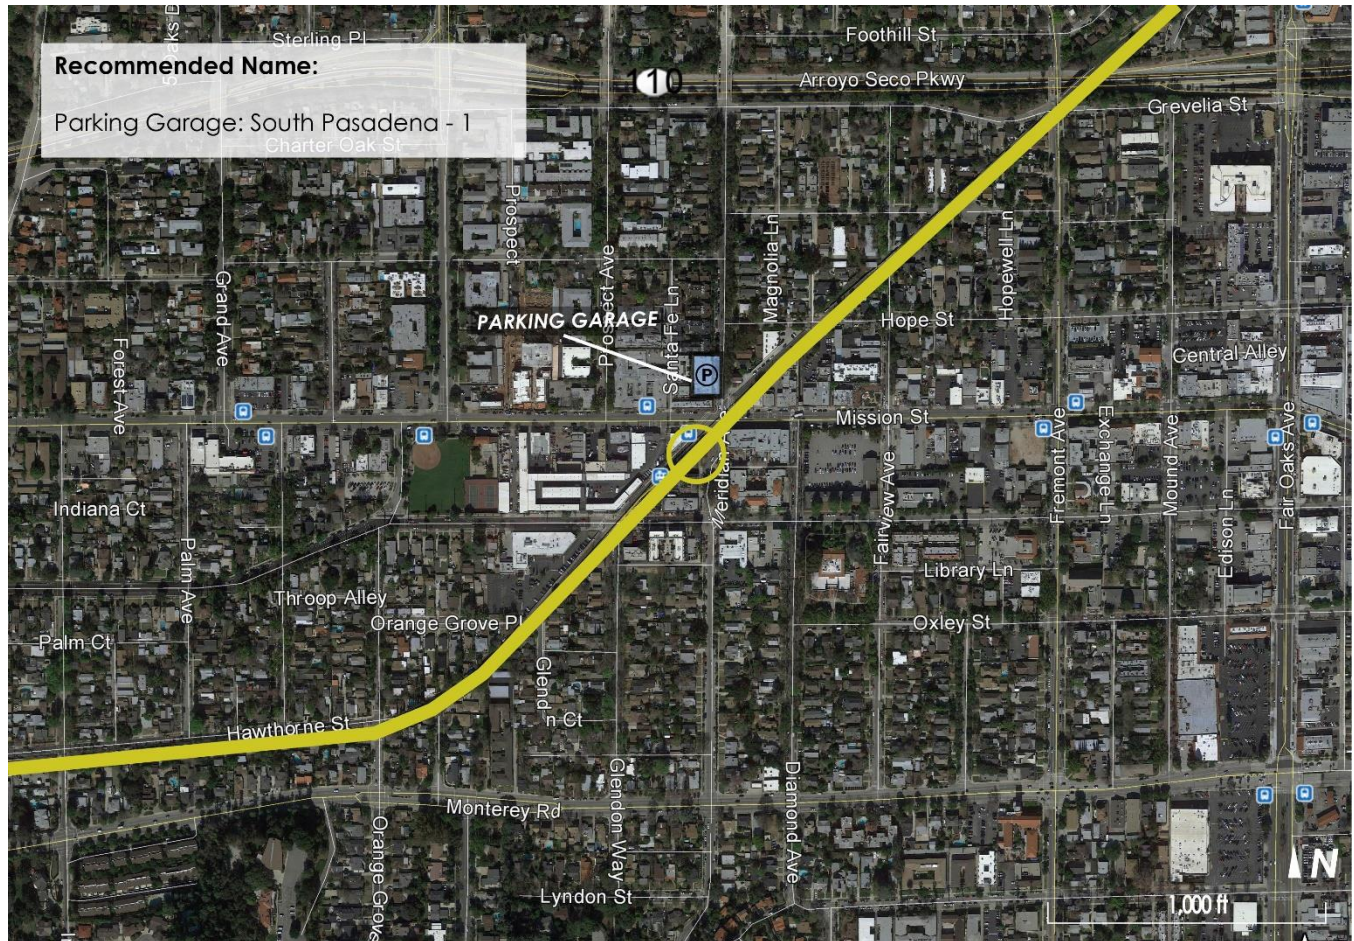 Sterling Pl
Foothill St
Recommended Name:
110
Arroyo Seco Pkwy
Grevelia St
Parking Garage: South Pasadena - 1
Charter Oak St
Prospect
Magnolia Ln
Hopewell Ln
Grand Ave
Prospect Ave
Santa Fe Ln
PARKING GARAGE
Hope St
Central Alley
Forest Ave
P
Mission St
Meridian
Fairview Ave
Fremont Ave
Exchange Ln
Mound Ave
Edison Ln
Fair Oaks Ave
Indiana Ct
Palm Ave
Library Ln
Throop Alley
Orange Grove Pl
Oxley St
Palm Ct
Glend
n Ct
Hawthorne St
Monterey Rd
Glendon Way
Diamond Ave
Orange Grove
Lyndon St
N
1,000 ft